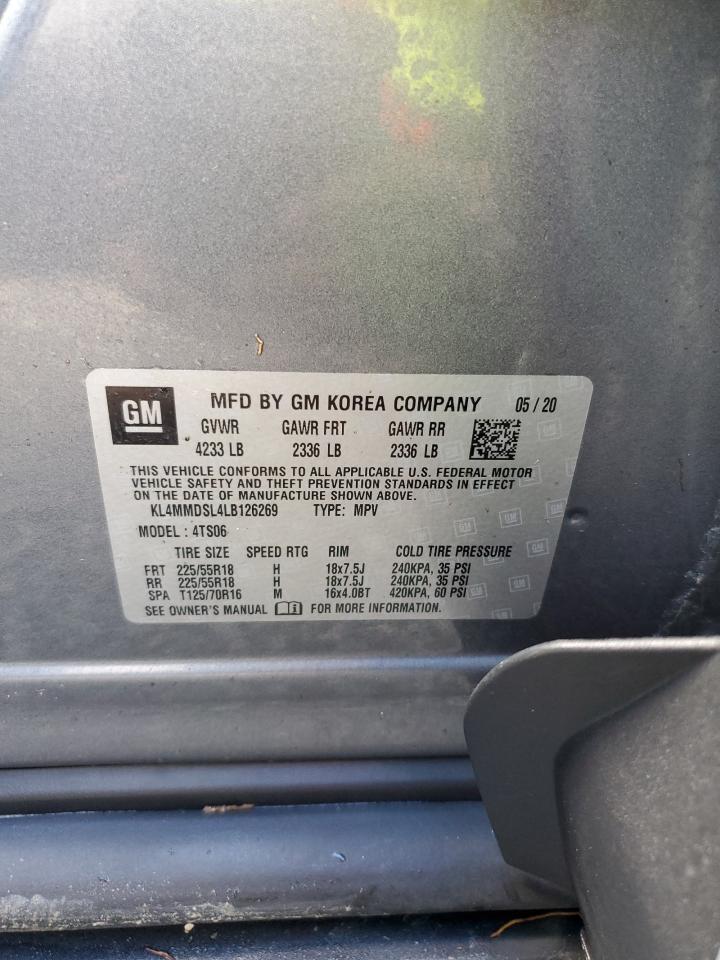 GM MFD BY GM KOREA COMPANY 05 / 20
GVWR GAWR FRT GAWR RR
4233 LB 2336 LB 2336 LB
THIS VEHICLE CONFORMS TO ALL APPLICABLE U.S. FEDERAL MOTOR
VEHICLE SAFETY AND THEFT PREVENTION STANDARDS IN EFFECT
ON THE DATE OF MANUFACTURE SHOWN ABOVE.
KL4MMDSL4LB126269 TYPE: MPV
MODEL : 4TS06
TIRE SIZE SPEED RTG RIM COLD TIRE PRESSURE
FRT 225/55R18 H 18x7.5J 240KPA, 35 PSI
RR 225/55R18 H 18x7.5J 240KPA, 35 PSI
SPA T125/70R16 M 16x4.0BT 420KPA, 60 PSI
SEE OWNER'S MANUAL FOR MORE INFORMATION.